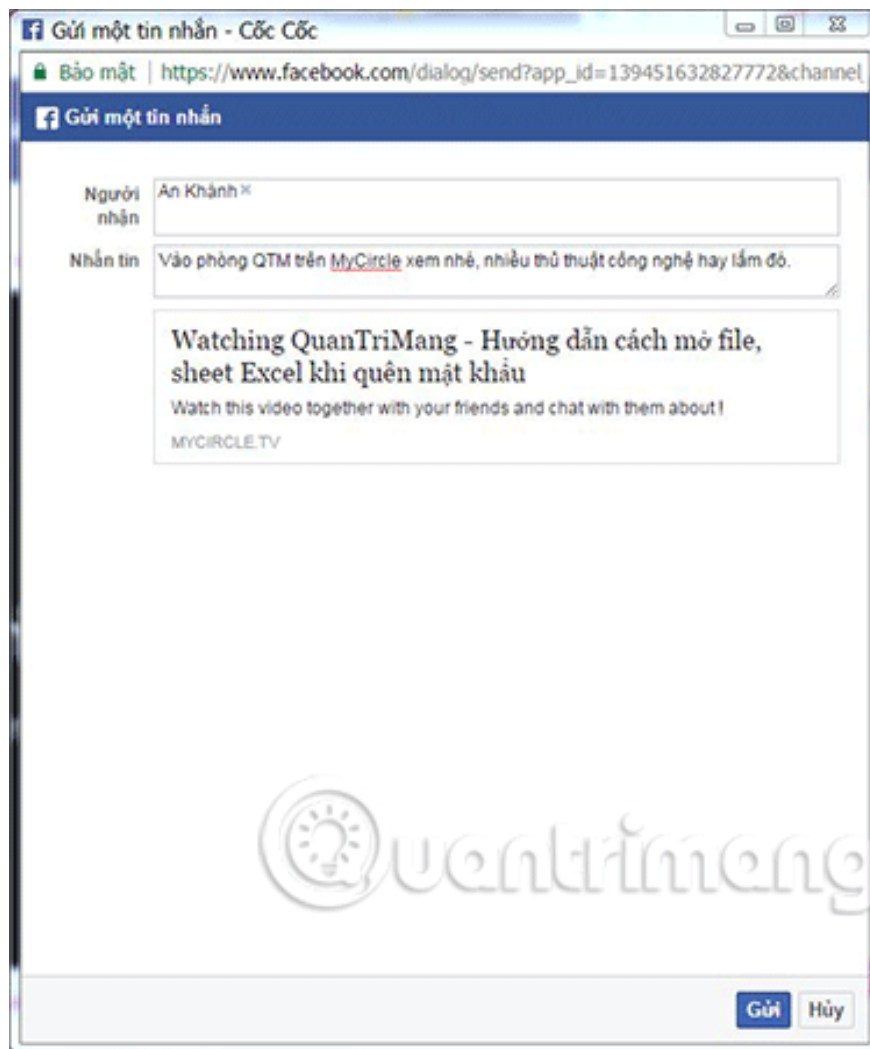 Gửi một tin nhắn - Cốc Cốc
Bảo mật | https://www.facebook.com/dialog/send?app_id=139451632827772&channel
Gửi một tin nhắn
Người
nhận
An Khánh ×
Nhắn tin
Vào phòng QTM trên MyCircle xem nhé, nhiều thủ thuật công nghệ hay lắm đó.
Watching QuanTriMang - Hướng dẫn cách mở file,
sheet Excel khi quên mật khẩu
Watch this video together with your friends and chat with them about !
MYCIRCLE.TV
Quantrimang
Gửi
Hủy